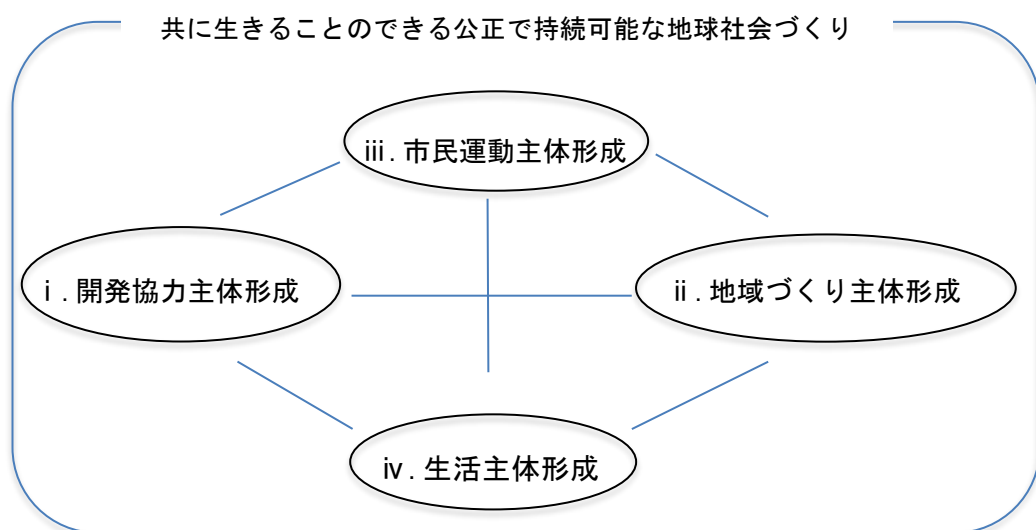 共に生きることのできる公正で持続可能な地球社会づくり
ⅲ. 市民運動主体形成
ⅰ. 開発協力主体形成
ⅱ. 地域づくり主体形成
ⅳ. 生活主体形成